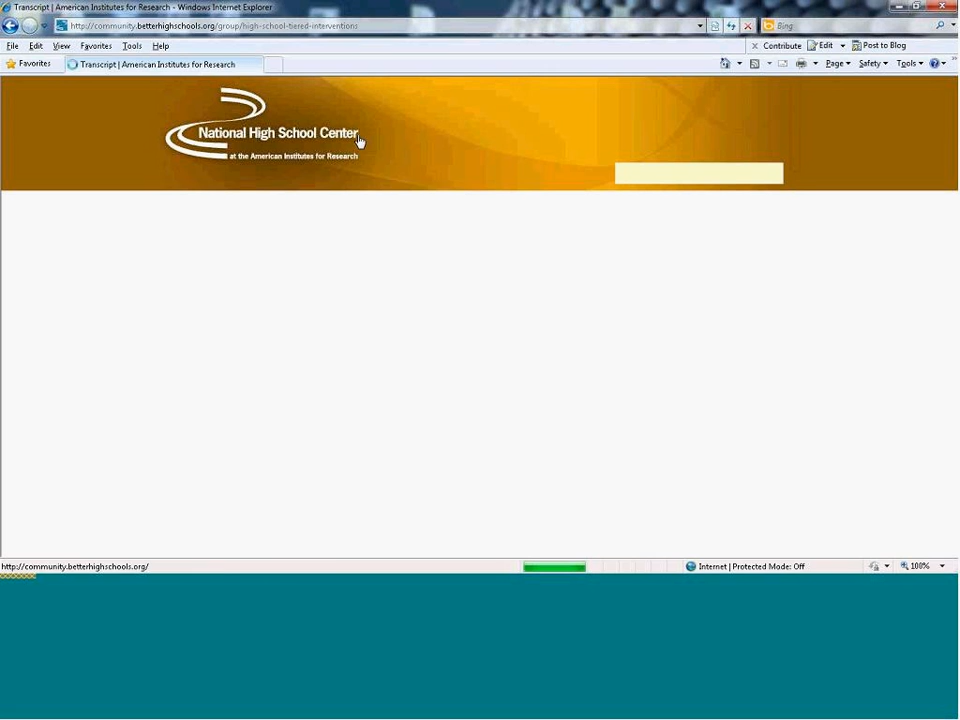 Transcript | American Institutes for Research - Windows Internet Explorer
http://community.betterhighschools.org/group/high-school-tiered-interventions
Bing
File Edit View Favorites Tools Help
Contribute Edit Post to Blog
Favorites Transcript | American Institutes for Research
Page Safety Tools
National High School Center
at the American Institutes for Research
http://community.betterhighschools.org/
Internet | Protected Mode: Off
100%